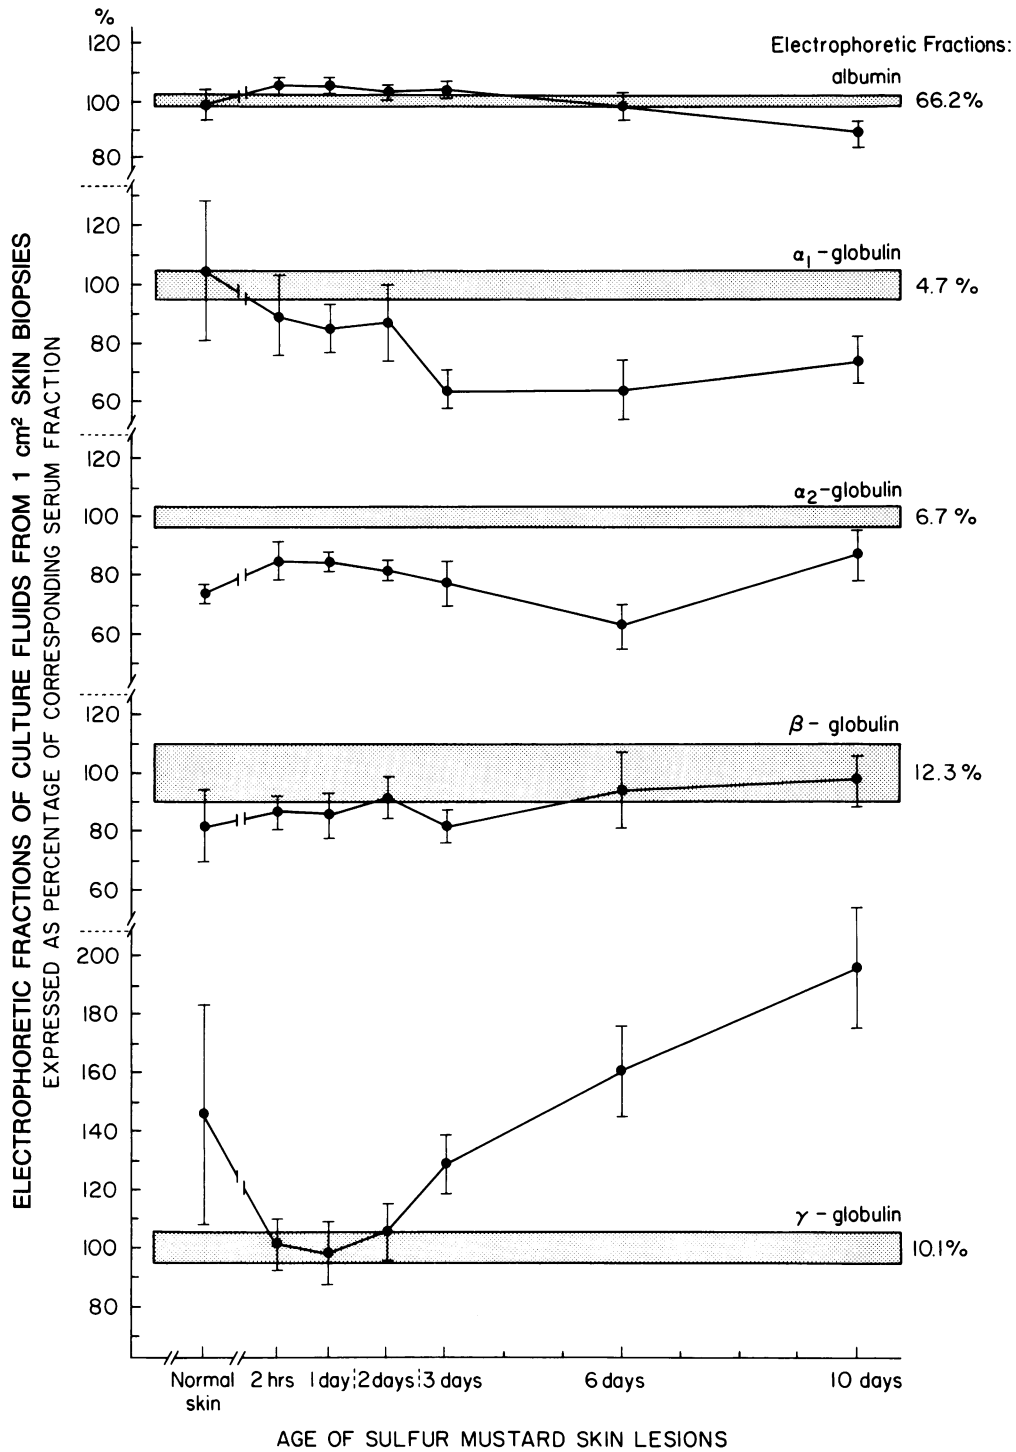 ELECTROPHORETIC FRACTIONS OF CULTURE FLUIDS FROM 1 cm² SKIN BIOPSIES
EXPRESSED AS PERCENTAGE OF CORRESPONDING SERUM FRACTION
%
Electrophoretic Fractions:
albumin
66.2%
120
100
80
α₁-globulin
4.7 %
120
100
80
60
α₂-globulin
6.7 %
120
100
80
60
β- globulin
12.3%
120
100
80
60
γ - globulin
10.1%
200
180
160
140
120
100
80
Normal skin 2 hrs 1 day 2 days 3 days 6 days 10 days
AGE OF SULFUR MUSTARD SKIN LESIONS